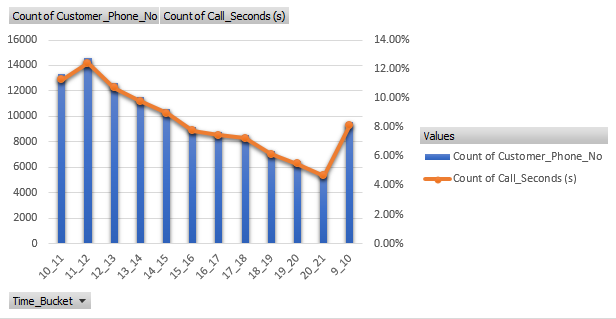 Count of Customer_Phone_No Count of Call_Seconds (s)
16000 14.00%
14000 12.00%
12000 10.00%
10000 8.00%
8000 6.00%
6000 4.00%
4000 2.00%
2000 0.00%
0
Values
Count of Customer_Phone_No
Count of Call_Seconds (s)
10_11 11_12 12_13 13_14 14_15 15_16 16_17 17_18 18_19 19_20 20_21 9_10
Time_Bucket